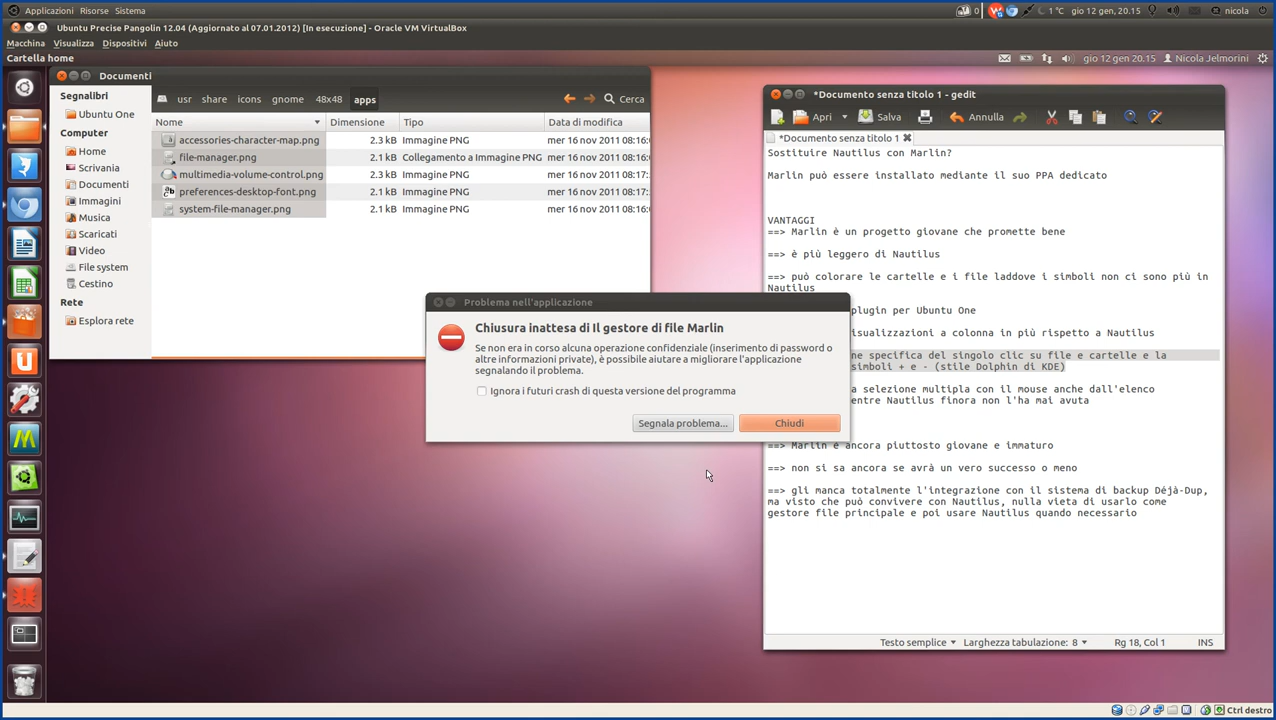 Applicazioni Risorse Sistema
0
1 °C gio 12 gen, 20.15 nicola
Ubuntu Precise Pangolin 12.04 (Aggiornato al 07.01.2012) [In esecuzione] - Oracle VM VirtualBox
Macchina Visualizza Dispositivi Aiuto
Cartella home
gio 12 gen 20.15 Nicola Jelmorini
Documenti
Segnalibri
Ubuntu One
Computer
Home
Scrivania
Documenti
Immagini
Musica
Scaricati
Video
File system
Cestino
Rete
Esplora rete
usr share icons gnome 48x48 apps
Cerca
Nome Dimensione Tipo Data di modifica
accessories-character-map.png 2.3 kB Immagine PNG mer 16 nov 2011 08:16:
file-manager.png 2.1 kB Collegamento a Immagine PNG mer 16 nov 2011 08:16:
multimedia-volume-control.png 2.3 kB Immagine PNG mer 16 nov 2011 08:17:
preferences-desktop-font.png 2.1 kB Immagine PNG mer 16 nov 2011 08:17:
system-file-manager.png 2.1 kB Immagine PNG mer 16 nov 2011 08:16:
Problema nell'applicazione
Chiusura inattesa di Il gestore di file Marlin
Se non era in corso alcuna operazione confidenziale (inserimento di password o
altre informazioni private), è possibile aiutare a migliorare l'applicazione
segnalando il problema.
Ignora i futuri crash di questa versione del programma
Segnala problema... Chiudi
*Documento senza titolo 1 - gedit
Apri Salva Annulla
*Documento senza titolo 1
Sostituire Nautilus con Marlin?
Marlin può essere installato mediante il suo PPA dedicato
VANTAGGI
==> Marlin è un progetto giovane che promette bene
==> è più leggero di Nautilus
==> può colorare le cartelle e i file laddove i simboli non ci sono più in
Nautilus
plugin per Ubuntu One
isualizzazioni a colonna in più rispetto a Nautilus
ne specifica del singolo clic su file e cartelle e la
simboli + e - (stile Dolphin di KDE)
a selezione multipla con il mouse anche dall'elenco
entre Nautilus finora non l'ha mai avuta
==> Marlin è ancora piuttosto giovane e immaturo
==> non si sa ancora se avrà un vero successo o meno
==> gli manca totalmente l'integrazione con il sistema di backup Déjà-Dup,
ma visto che può convivere con Nautilus, nulla vieta di usarlo come
gestore file principale e poi usare Nautilus quando necessario
Testo semplice Larghezza tabulazione: 8 Rg 18, Col 1 INS
Ctrl destro